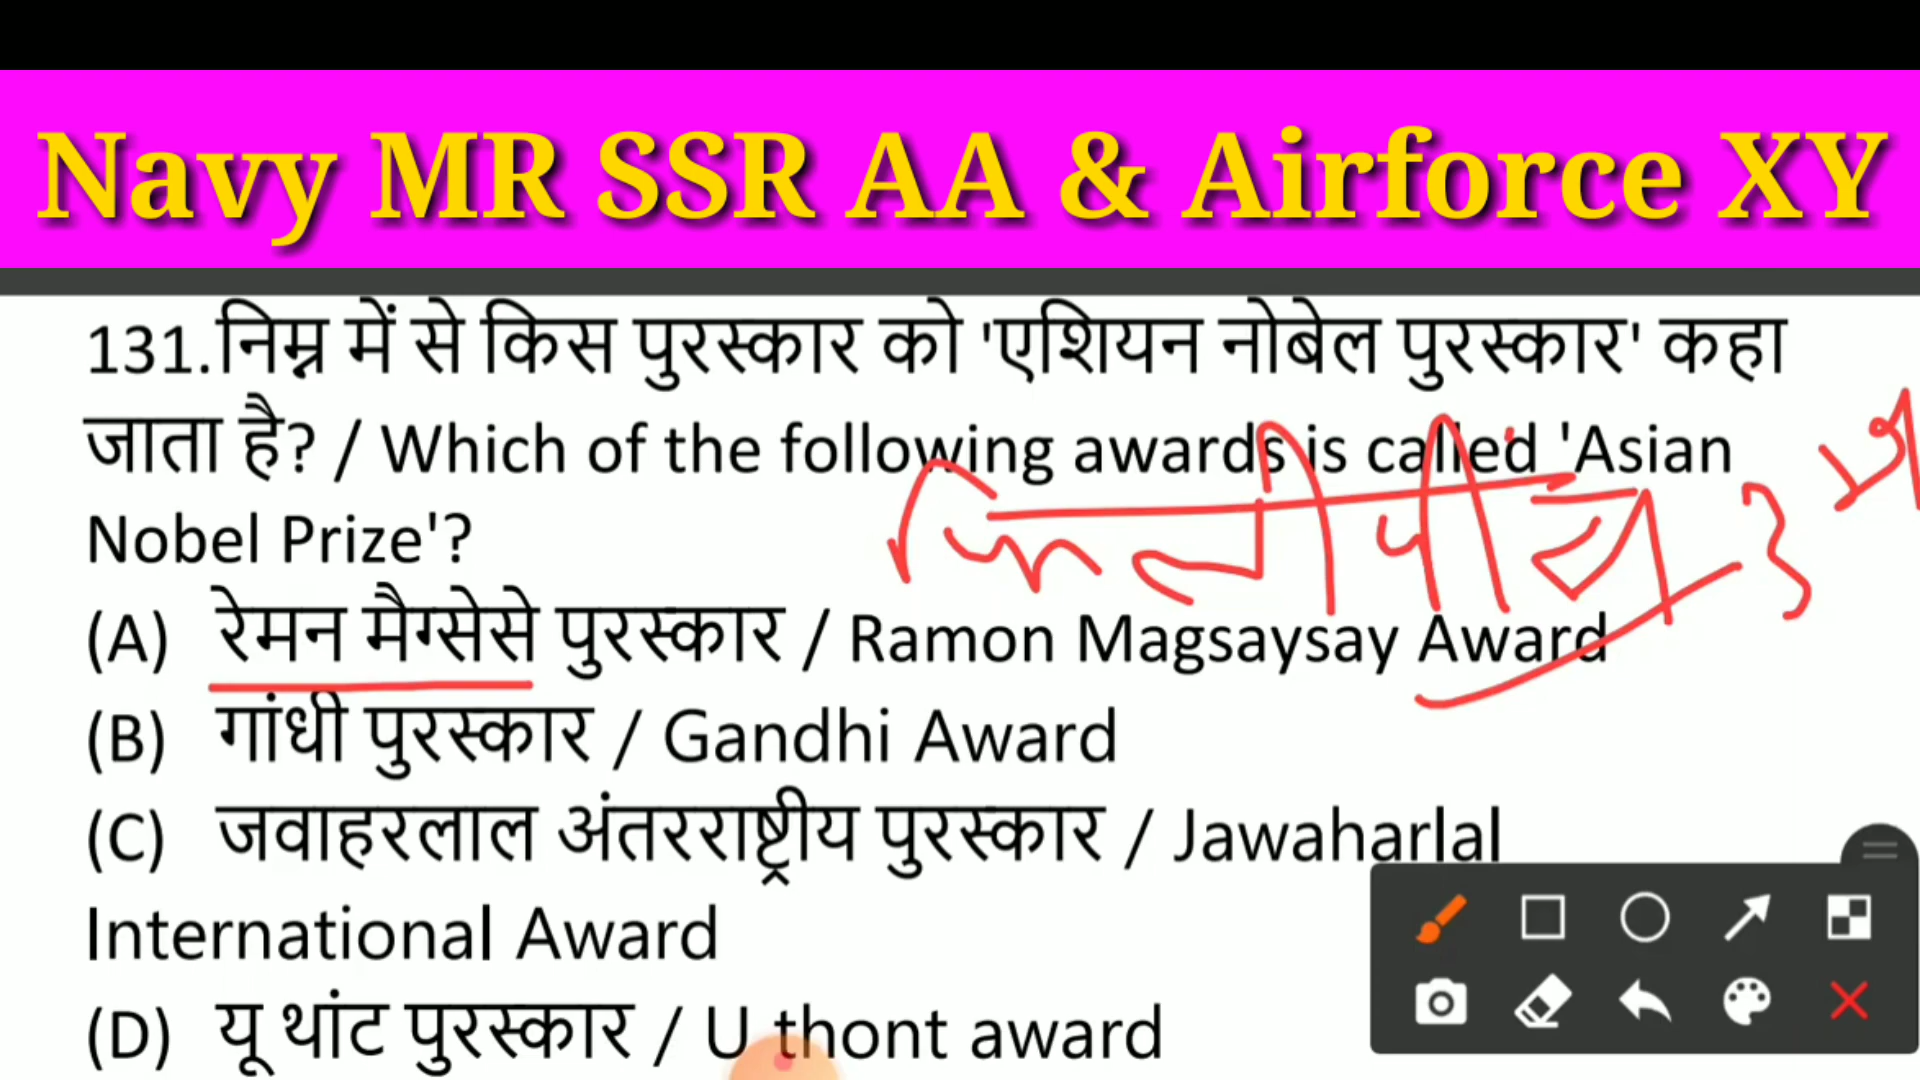 Navy MR SSR AA & Airforce XY
131.निम्न में से किस पुरस्कार को 'एशियन नोबेल पुरस्कार' कहा
जाता है? / Which of the following awards is called 'Asian
Nobel Prize'?
(A) रेमन मैग्सेसे पुरस्कार / Ramon Magsaysay Award
(B) गांधी पुरस्कार / Gandhi Award
(C) जवाहरलाल अंतरराष्ट्रीय पुरस्कार / Jawaharlal
International Award
(D) यू थांट पुरस्कार / U thont award